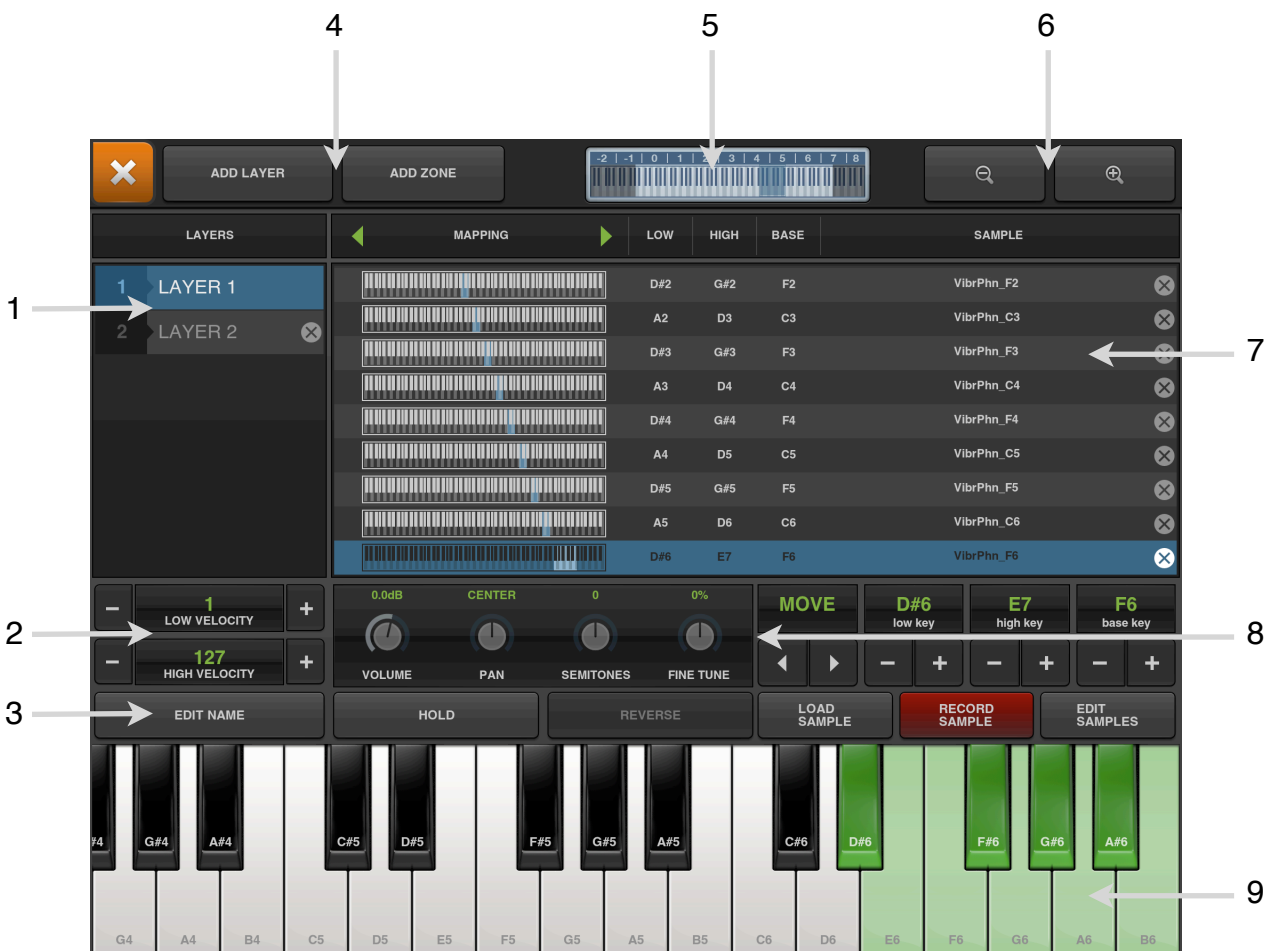 4 5 6
-2 -1 0 1 2 3 4 5 6 7 8
ADD LAYER ADD ZONE
LAYERS MAPPING LOW HIGH BASE SAMPLE
1 LAYER 1
D#2 G#2 F2 VibrPhn_F2
1
A2 D3 C3 VibrPhn_C3
2 LAYER 2
D#3 G#3 F3 VibrPhn_F3
7
A3 D4 C4 VibrPhn_C4
D#4 G#4 F4 VibrPhn_F4
A4 D5 C5 VibrPhn_C5
D#5 G#5 F5 VibrPhn_F5
A5 D6 C6 VibrPhn_C6
D#6 E7 F6 VibrPhn_F6
0.0dB CENTER 0 0%
1 MOVE D#6 E7 F6
LOW VELOCITY low key high key base key
2 8
127
HIGH VELOCITY VOLUME PAN SEMITONES FINE TUNE
3 EDIT NAME HOLD REVERSE
LOAD SAMPLE
RECORD SAMPLE
EDIT SAMPLES
#4 G#4 A#4 C#5 D#5 F#5 G#5 A#5 C#6 D#6 F#6 G#6 A#6
9
G4 A4 B4 C5 D5 E5 F5 G5 A5 B5 C6 D6 E6 F6 G6 A6 B6